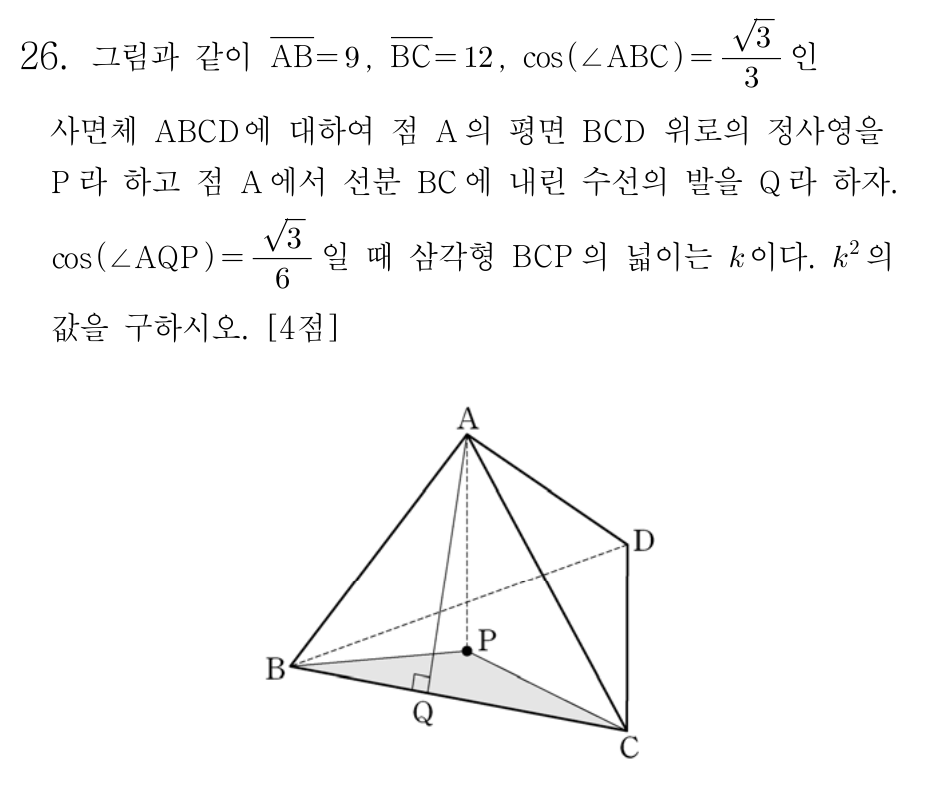 26. 그림과 같이 $\overline{AB}=9$, $\overline{BC}=12$, $\cos(\angle ABC)=\frac{\sqrt{3}}{3}$ 인
사면체 ABCD에 대하여 점 A의 평면 BCD 위로의 정사영을
P라 하고 점 A에서 선분 BC에 내린 수선의 발을 Q라 하자.
$\cos(\angle AQP)=\frac{\sqrt{3}}{6}$ 일 때 삼각형 BCP의 넓이는 $k$이다. $k^2$의
값을 구하시오. [4점]
A
D
P
B
Q
C